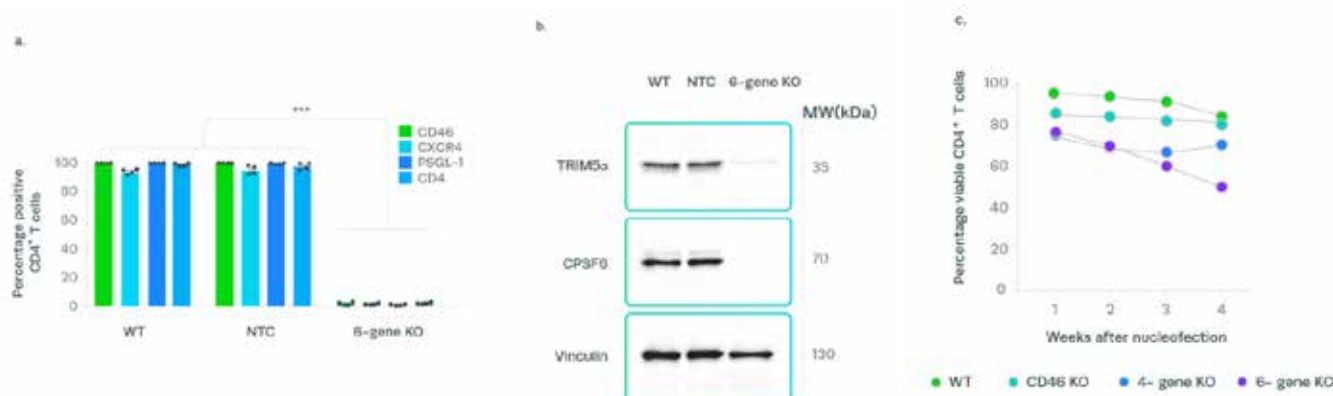 a.
***
CD46
CXCR4
PSGL-1
CD4
Percentage positive
CD4⁺ T cells
100
80
60
40
20
0
WT NTC 6-gene KO
b.
WT NTC 6-gene KO
MW(kDa)
TRIM5α 35
CPSF6 70
Vinculin 130
c.
Percentage viable CD4⁺ T cells
100
80
60
40
20
0
1 2 3 4
Weeks after nucleofection
WT CD46 KO 4- gene KO 6- gene KO